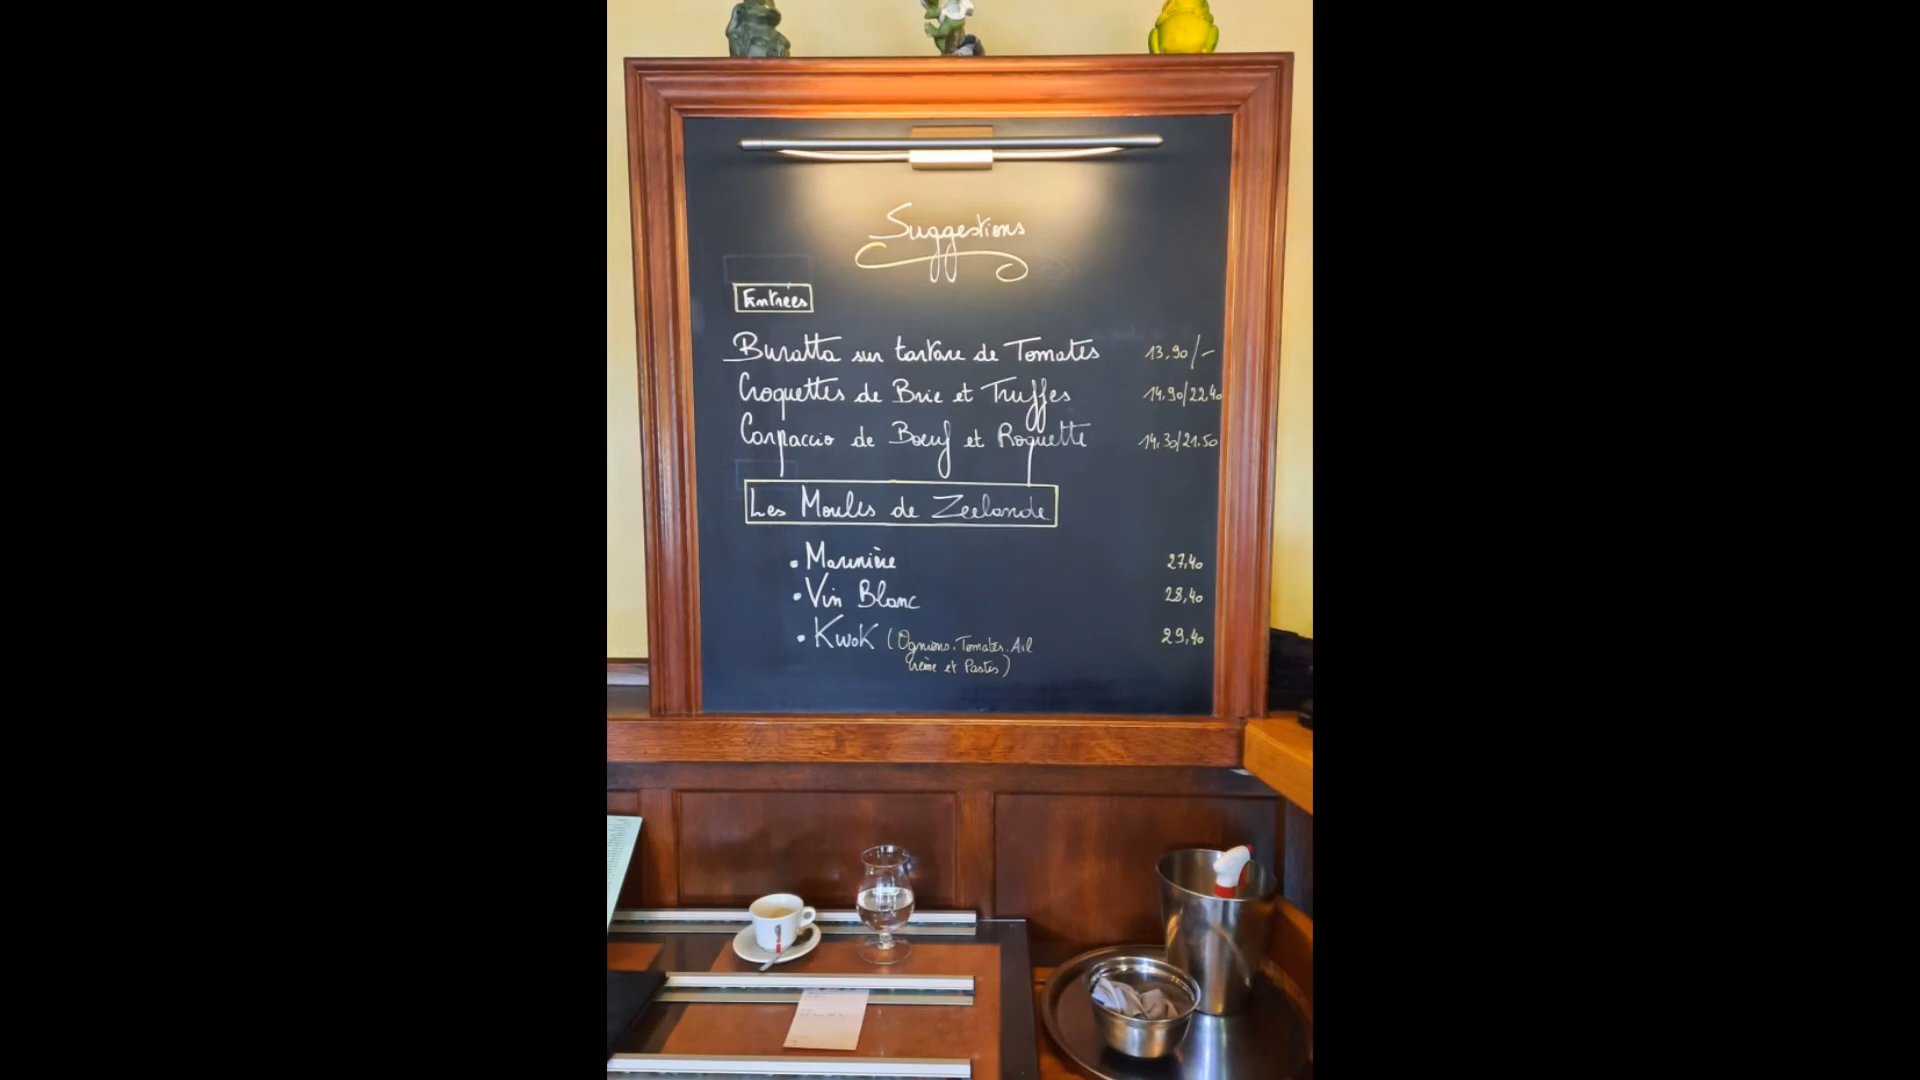 Suggestions
Entrées
Buratta sur tartare de Tomates 13,90/-
Croquettes de Brie et Truffes 14,90/22,40
Carpaccio de Boeuf et Roquette 14,30/21,50
Les Moules de Zeelande
• Marinière 27,40
• Vin Blanc 28,40
• KwoK (Ognions, Tomates, Ail 29,40
Crème et Pastis)